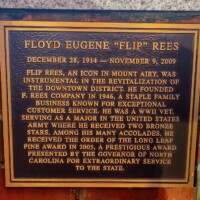 FLOYD EUGENE "FLIP" REES
DECEMBER 28, 1914 — NOVEMBER 9, 2009
FLIP REES, AN ICON IN MOUNT AIRY, WAS
INSTRUMENTAL IN THE REVITALIZATION OF
THE DOWNTOWN DISTRICT. HE FOUNDED
F. REES COMPANY IN 1946, A STAPLE FAMILY
BUSINESS KNOWN FOR EXCEPTIONAL
CUSTOMER SERVICE. HE WAS A WWII VET,
SERVING AS A MAJOR IN THE UNITED STATES
ARMY WHERE HE RECEIVED TWO BRONZE
STARS. AMONG HIS MANY ACCOLADES, HE
RECEIVED THE ORDER OF THE LONG LEAF
PINE AWARD IN 2005, A PRESTIGIOUS AWARD
PRESENTED BY THE GOVERNOR OF NORTH
CAROLINA FOR EXTRAORDINARY SERVICE
TO THE STATE.